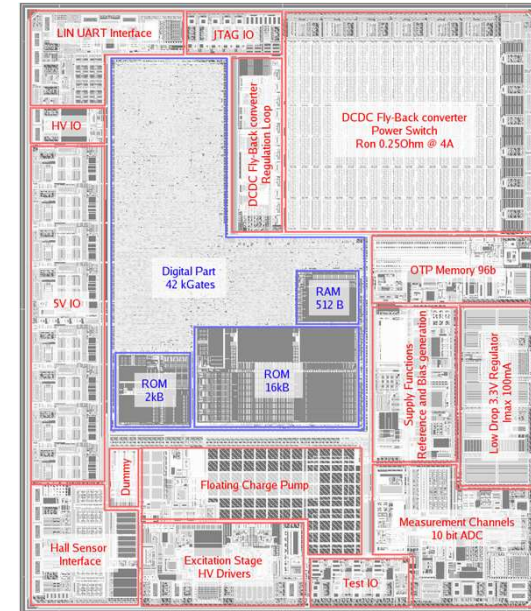 LIN UART Interface
JTAG IO
HV IO
DCDC Fly-Back converter
Regulation Loop
DCDC Fly-Back converter
Power Switch
Ron 0.25Ohm @ 4A
5V IO
Digital Part
42 kGates
RAM
512 B
OTP Memory 96b
ROM
2kB
ROM
16kB
Supply Functions
Reference and Bias generation
Low Drop 3.3V Regulator
Imax 100mA
Dummy
Floating Charge Pump
Hall Sensor
Interface
Excitation Stage
HV Drivers
Measurement Channels
10 bit ADC
Test IO